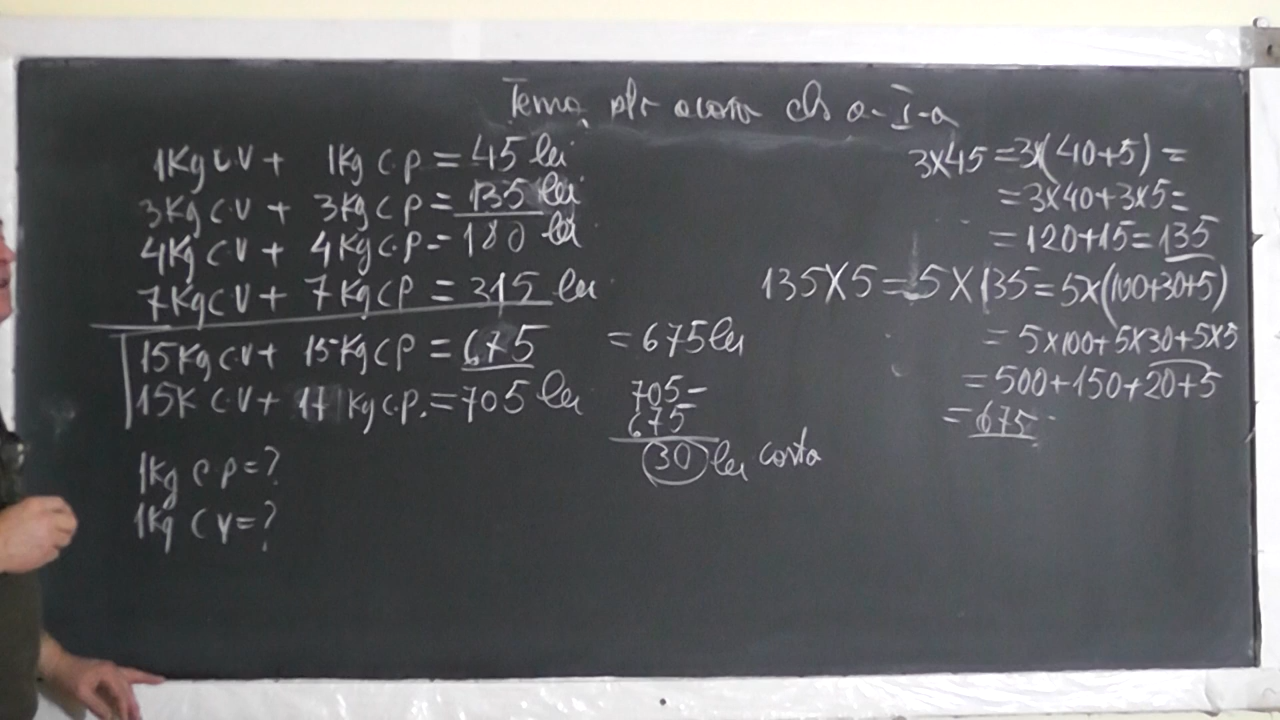 Tema ptr acasa cls a-I-a
1Kg C.V + 1Kg C.P = 45 lei
3Kg C.V + 3Kg C.P = 135 lei
4Kg C.V + 4Kg C.P = 180 lei
7Kg C V + 7Kg C P = 315 lei
15Kg C V + 15Kg C P = 675 = 675 lei
15K C.V + 17 Kg C.P. = 705 lei
705-
675
30 lei costa
1Kg C.P = ?
1Kg C V = ?
3x45 = 3x(40+5) =
= 3x40+3x5=
= 120+15=135
135X5 = 5X135 = 5x(100+30+5)
= 5x100+5x30+5x5
= 500+150+20+5
= 675